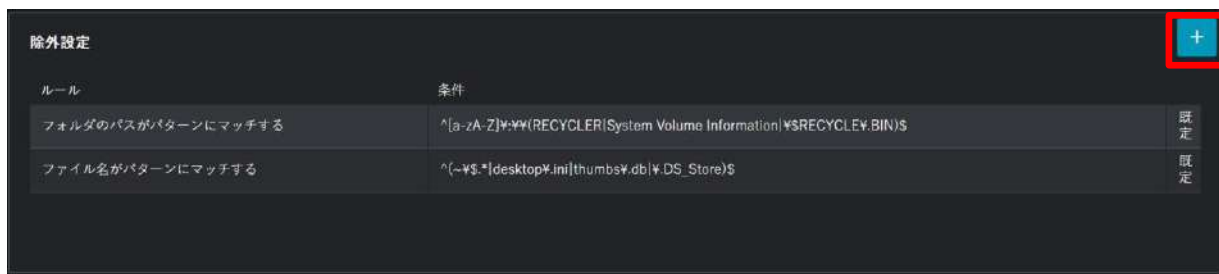 除外設定
+
ルール 条件
フォルダのパスがパターンにマッチする ^[a-zA-Z]¥:¥¥(RECYCLER|System Volume Information|¥$RECYCLE¥.BIN)$ 既定
ファイル名がパターンにマッチする ^(~¥$.*|desktop¥.ini|thumbs¥.db|¥.DS_Store)$ 既定